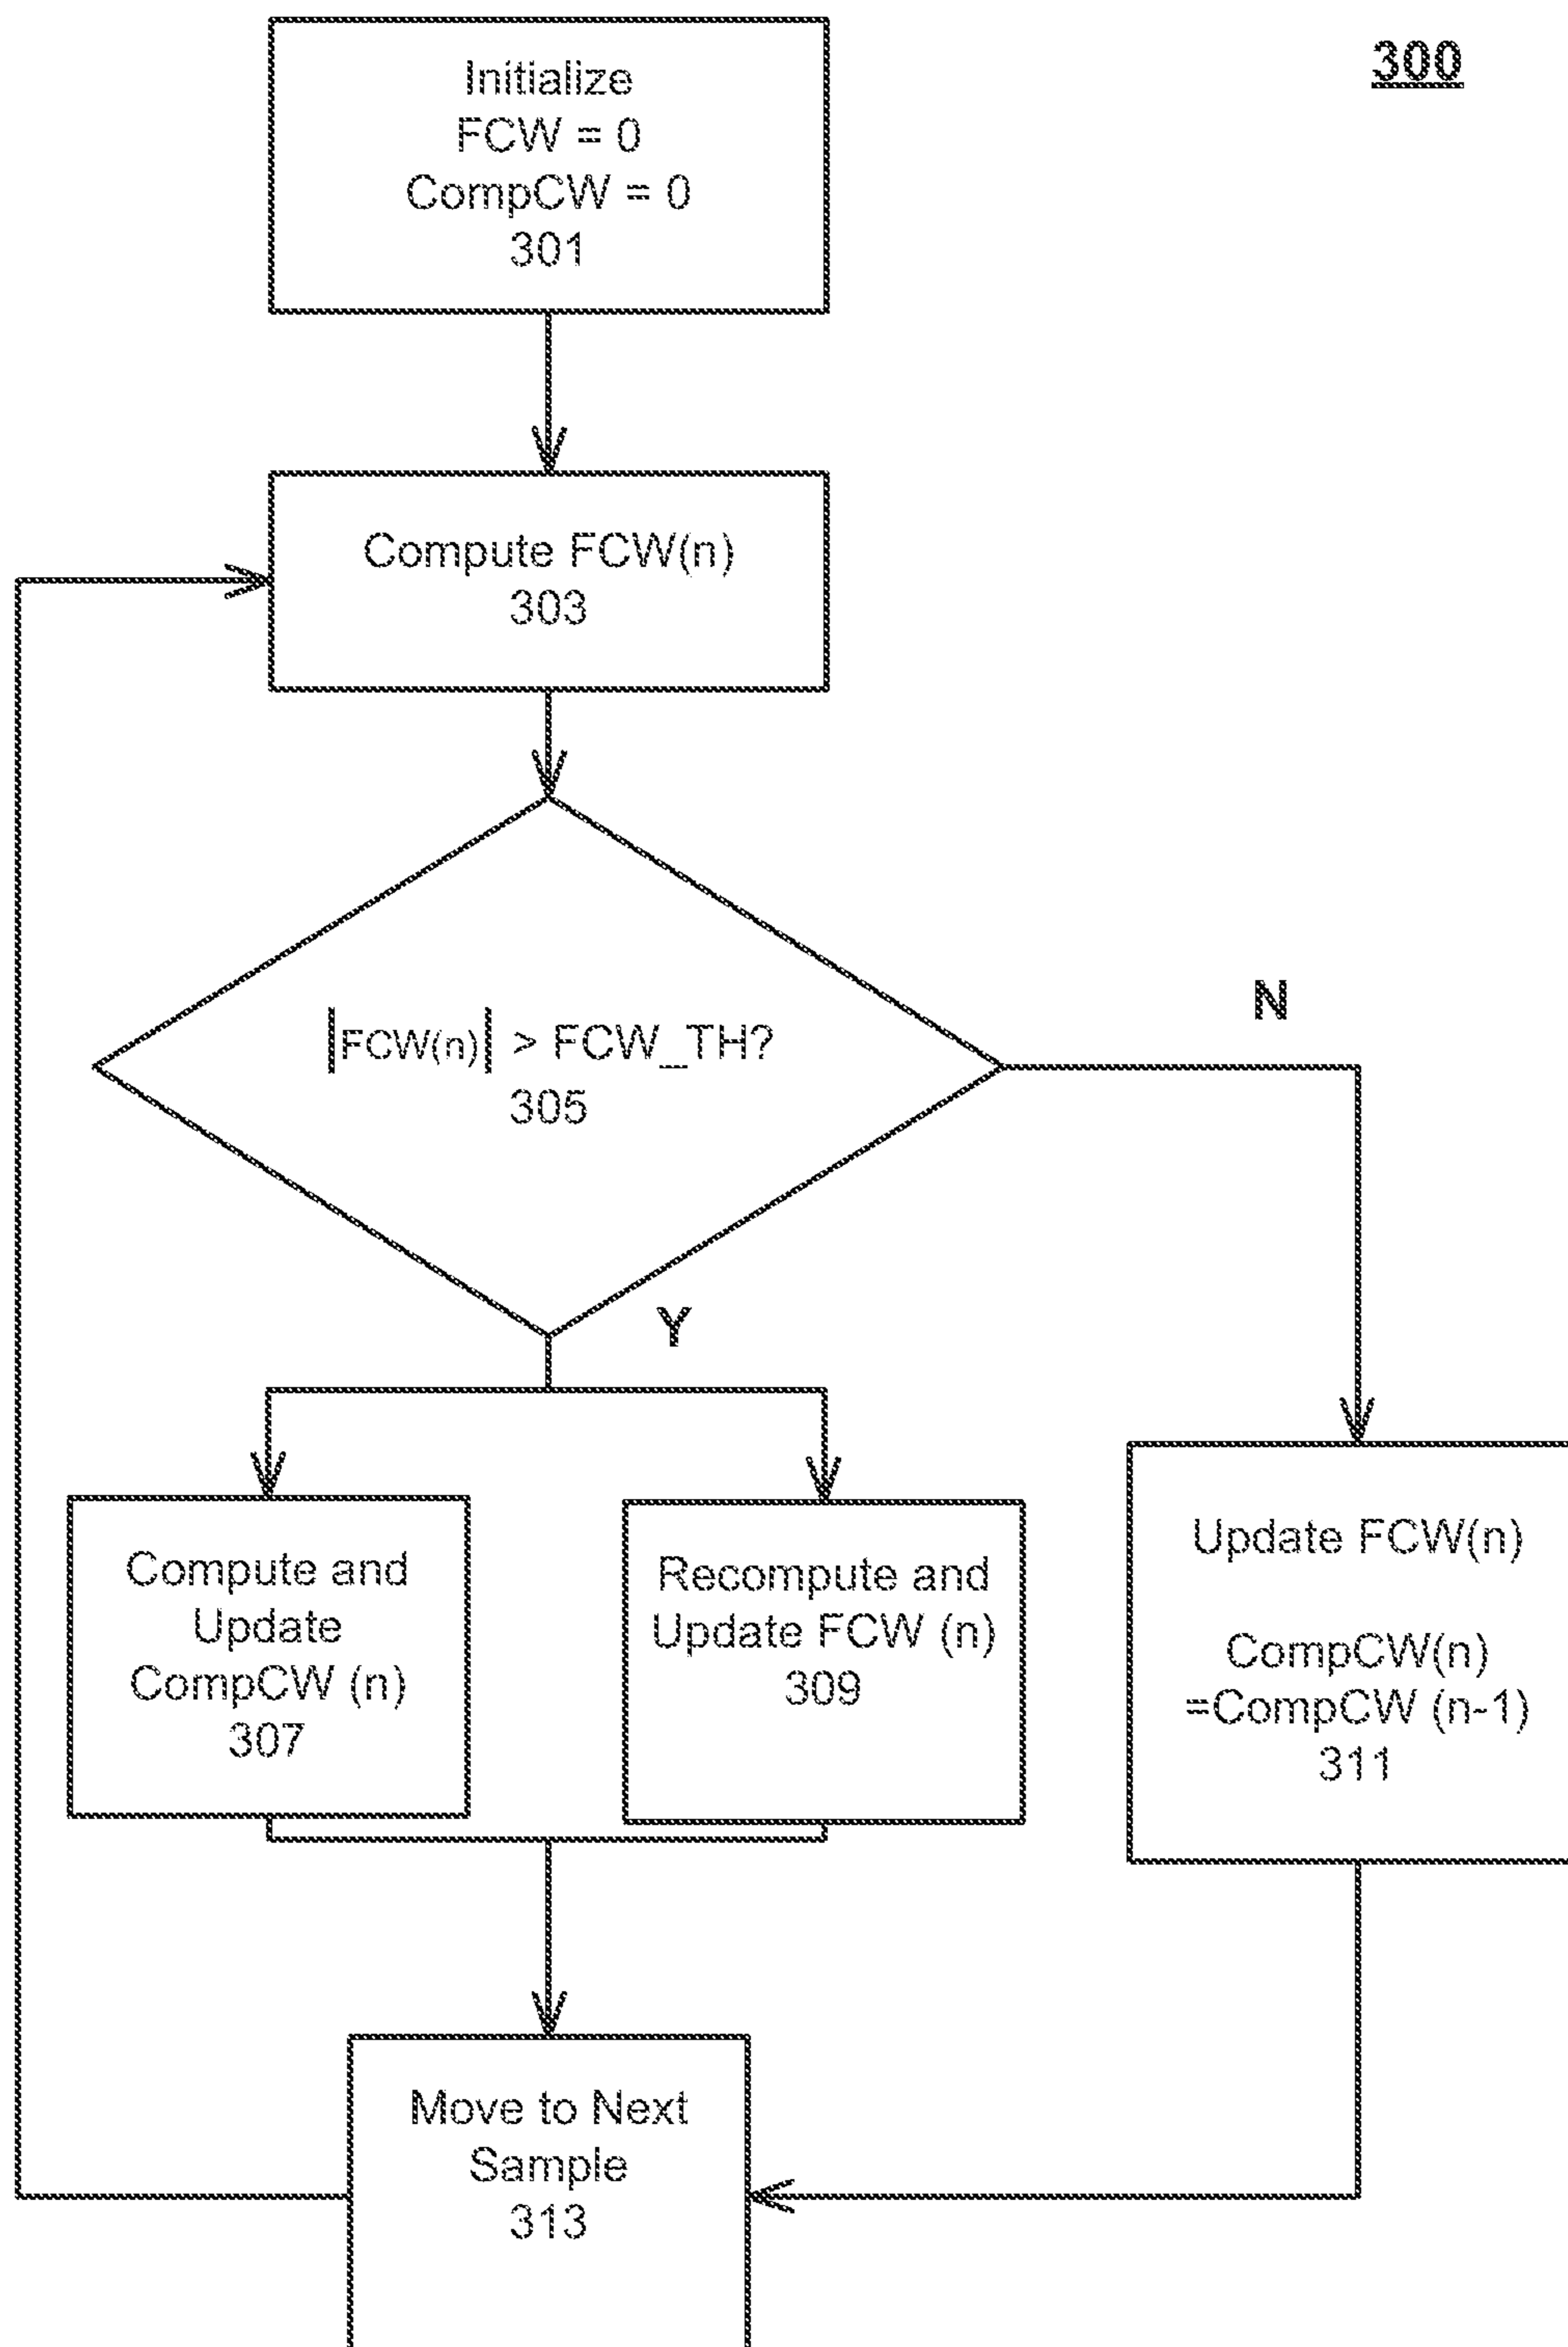 300
Initialize
FCW = 0
CompCW = 0
301
Compute FCW(n)
303
|FCW(n)| > FCW_TH?
305
N
Y
Compute and
Update
CompCW (n)
307
Recompute and
Update FCW (n)
309
Update FCW(n)
CompCW(n)
=CompCW (n-1)
311
Move to Next
Sample
313